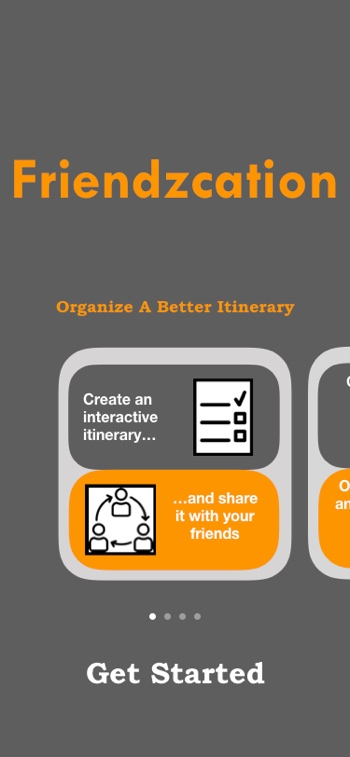 Friendzcation
Organize A Better Itinerary
Create an
interactive
itinerary...
...and share
it with your
friends
Get Started